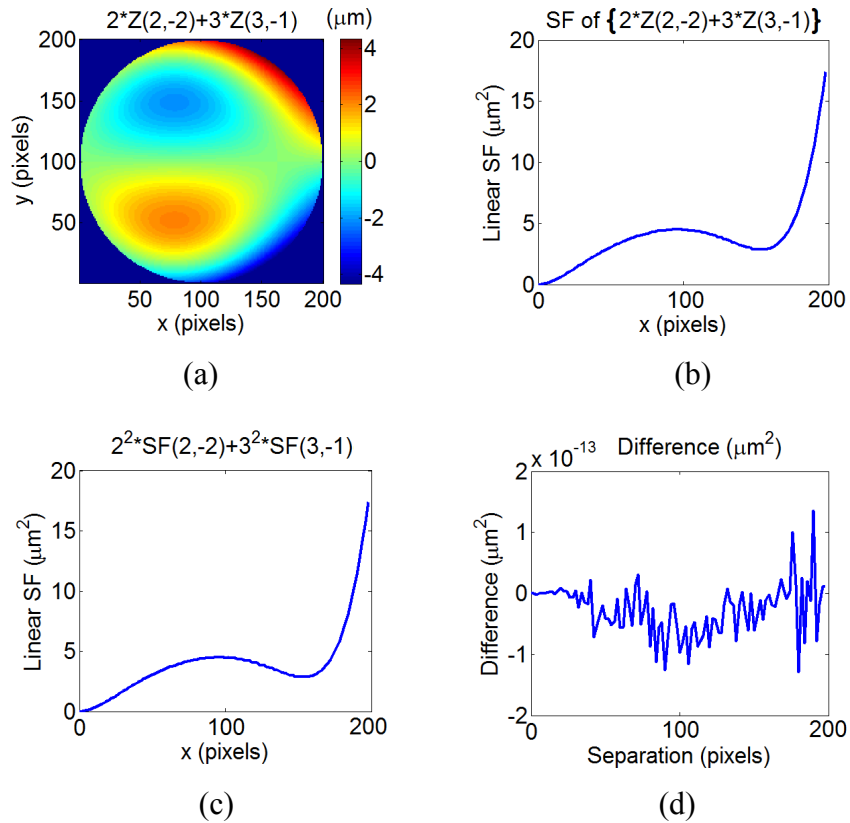 2*Z(2,-2)+3*Z(3,-1) (μm)
4
2
0
-2
-4
200
150
100
50
y (pixels)
50 100 150 200
x (pixels)
(a)
SF of {2*Z(2,-2)+3*Z(3,-1)}
20
15
10
5
0
Linear SF (μm²)
0 100 200
x (pixels)
(b)
2²*SF(2,-2)+3²*SF(3,-1)
20
15
10
5
0
Linear SF (μm²)
0 100 200
x (pixels)
(c)
x 10⁻¹³ Difference (μm²)
2
1
0
-1
-2
Difference (μm²)
0 100 200
Separation (pixels)
(d)